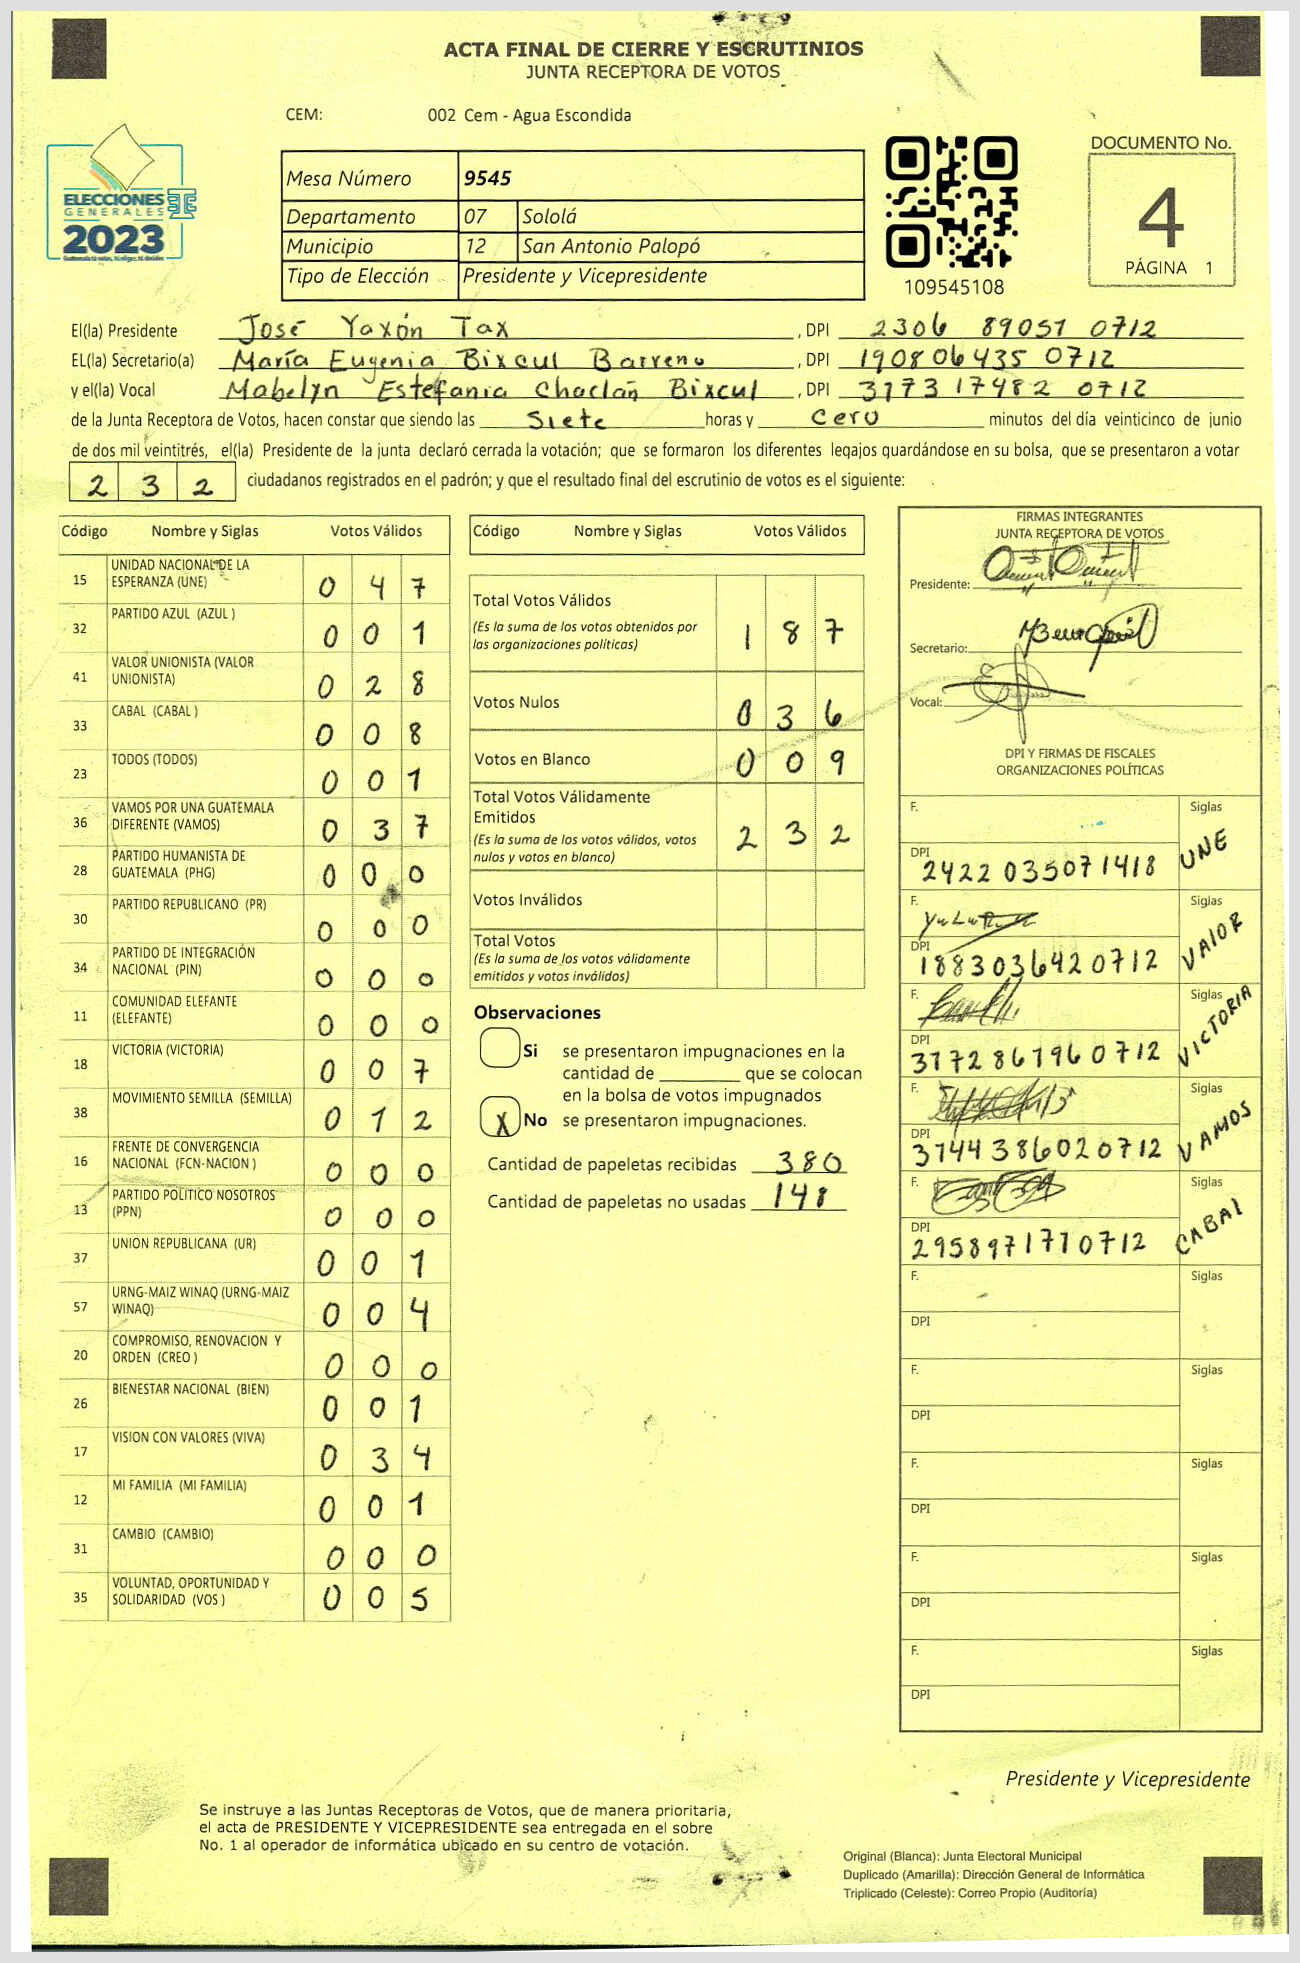 ACTA FINAL DE CIERRE Y ESCRUTINIOS
JUNTA RECEPTORA DE VOTOS
CEM: 002 Cem - Agua Escondida
ELECCIONES
GENERALES
2023
Mesa Número 9545
Departamento 07 Sololá
Municipio 12 San Antonio Palopó
Tipo de Elección Presidente y Vicepresidente
109545108
DOCUMENTO No.
4
PÁGINA 1
El(la) Presidente José Yaxón Tax , DPI 2306 89051 0712
EL(la) Secretario(a) María Eugenia Bixcul Barreno , DPI 190806435 0712
y el(la) Vocal Mabelyn Estefania Choclán Bixcul , DPI 3173 17482 0712
de la Junta Receptora de Votos, hacen constar que siendo las Siete horas y Cero minutos del día veinticinco de junio
de dos mil veintitrés, el(la) Presidente de la junta declaró cerrada la votación; que se formaron los diferentes legajos guardándose en su bolsa, que se presentaron a votar
2 3 2 ciudadanos registrados en el padrón; y que el resultado final del escrutinio de votos es el siguiente:
Código Nombre y Siglas Votos Válidos
15 UNIDAD NACIONAL DE LA
ESPERANZA (UNE) 0 4 7
32 PARTIDO AZUL (AZUL ) 0 0 1
41 VALOR UNIONISTA (VALOR
UNIONISTA) 0 2 8
33 CABAL (CABAL ) 0 0 8
23 TODOS (TODOS) 0 0 1
36 VAMOS POR UNA GUATEMALA
DIFERENTE (VAMOS) 0 3 7
28 PARTIDO HUMANISTA DE
GUATEMALA (PHG) 0 0 0
30 PARTIDO REPUBLICANO (PR) 0 0 0
34 PARTIDO DE INTEGRACIÓN
NACIONAL (PIN) 0 0 0
11 COMUNIDAD ELEFANTE
(ELEFANTE) 0 0 0
18 VICTORIA (VICTORIA) 0 0 7
38 MOVIMIENTO SEMILLA (SEMILLA) 0 1 2
16 FRENTE DE CONVERGENCIA
NACIONAL (FCN-NACION ) 0 0 0
13 PARTIDO POLITICO NOSOTROS
(PPN) 0 0 0
37 UNION REPUBLICANA (UR) 0 0 1
57 URNG-MAIZ WINAQ (URNG-MAIZ
WINAQ) 0 0 4
20 COMPROMISO, RENOVACION Y
ORDEN (CREO ) 0 0 0
26 BIENESTAR NACIONAL (BIEN) 0 0 1
17 VISION CON VALORES (VIVA) 0 3 4
12 MI FAMILIA (MI FAMILIA) 0 0 1
31 CAMBIO (CAMBIO) 0 0 0
35 VOLUNTAD, OPORTUNIDAD Y
SOLIDARIDAD (VOS ) 0 0 5
Código Nombre y Siglas Votos Válidos
Total Votos Válidos
(Es la suma de los votos obtenidos por
las organizaciones políticas) 1 8 7
Votos Nulos 0 3 6
Votos en Blanco 0 0 9
Total Votos Válidamente
Emitidos
(Es la suma de los votos válidos, votos
nulos y votos en blanco) 2 3 2
Votos Inválidos
Total Votos
(Es la suma de los votos válidamente
emitidos y votos inválidos)
Observaciones
Si se presentaron impugnaciones en la
cantidad de ________ que se colocan
en la bolsa de votos impugnados
X No se presentaron impugnaciones.
Cantidad de papeletas recibidas 380
Cantidad de papeletas no usadas 148
FIRMAS INTEGRANTES
JUNTA RECEPTORA DE VOTOS
Presidente:
Secretario:
Vocal:
DPI Y FIRMAS DE FISCALES
ORGANIZACIONES POLÍTICAS
F. Siglas
DPI 2422 035071418 UNE
F. Siglas
DPI 1883036420712 VALOR
F. Siglas
DPI 3172861960712 VICTORIA
F. Siglas
DPI 3744386020712 VAMOS
F. Siglas
DPI 2958971710712 CABAL
F. Siglas
DPI
F. Siglas
DPI
F. Siglas
DPI
F. Siglas
DPI
F. Siglas
DPI
Presidente y Vicepresidente
Se instruye a las Juntas Receptoras de Votos, que de manera prioritaria,
el acta de PRESIDENTE Y VICEPRESIDENTE sea entregada en el sobre
No. 1 al operador de informática ubicado en su centro de votación.
Original (Blanca): Junta Electoral Municipal
Duplicado (Amarilla): Dirección General de Informática
Triplicado (Celeste): Correo Propio (Auditoría)